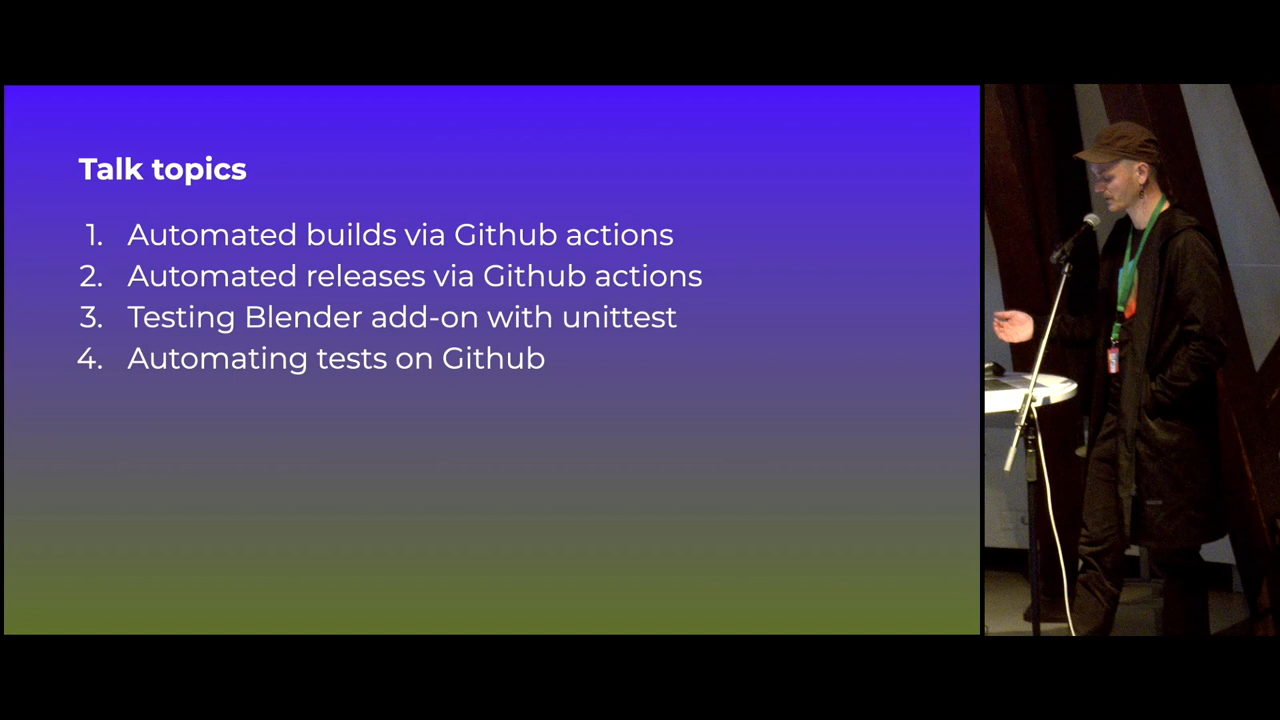 Talk topics
1. Automated builds via Github actions
2. Automated releases via Github actions
3. Testing Blender add-on with unittest
4. Automating tests on Github